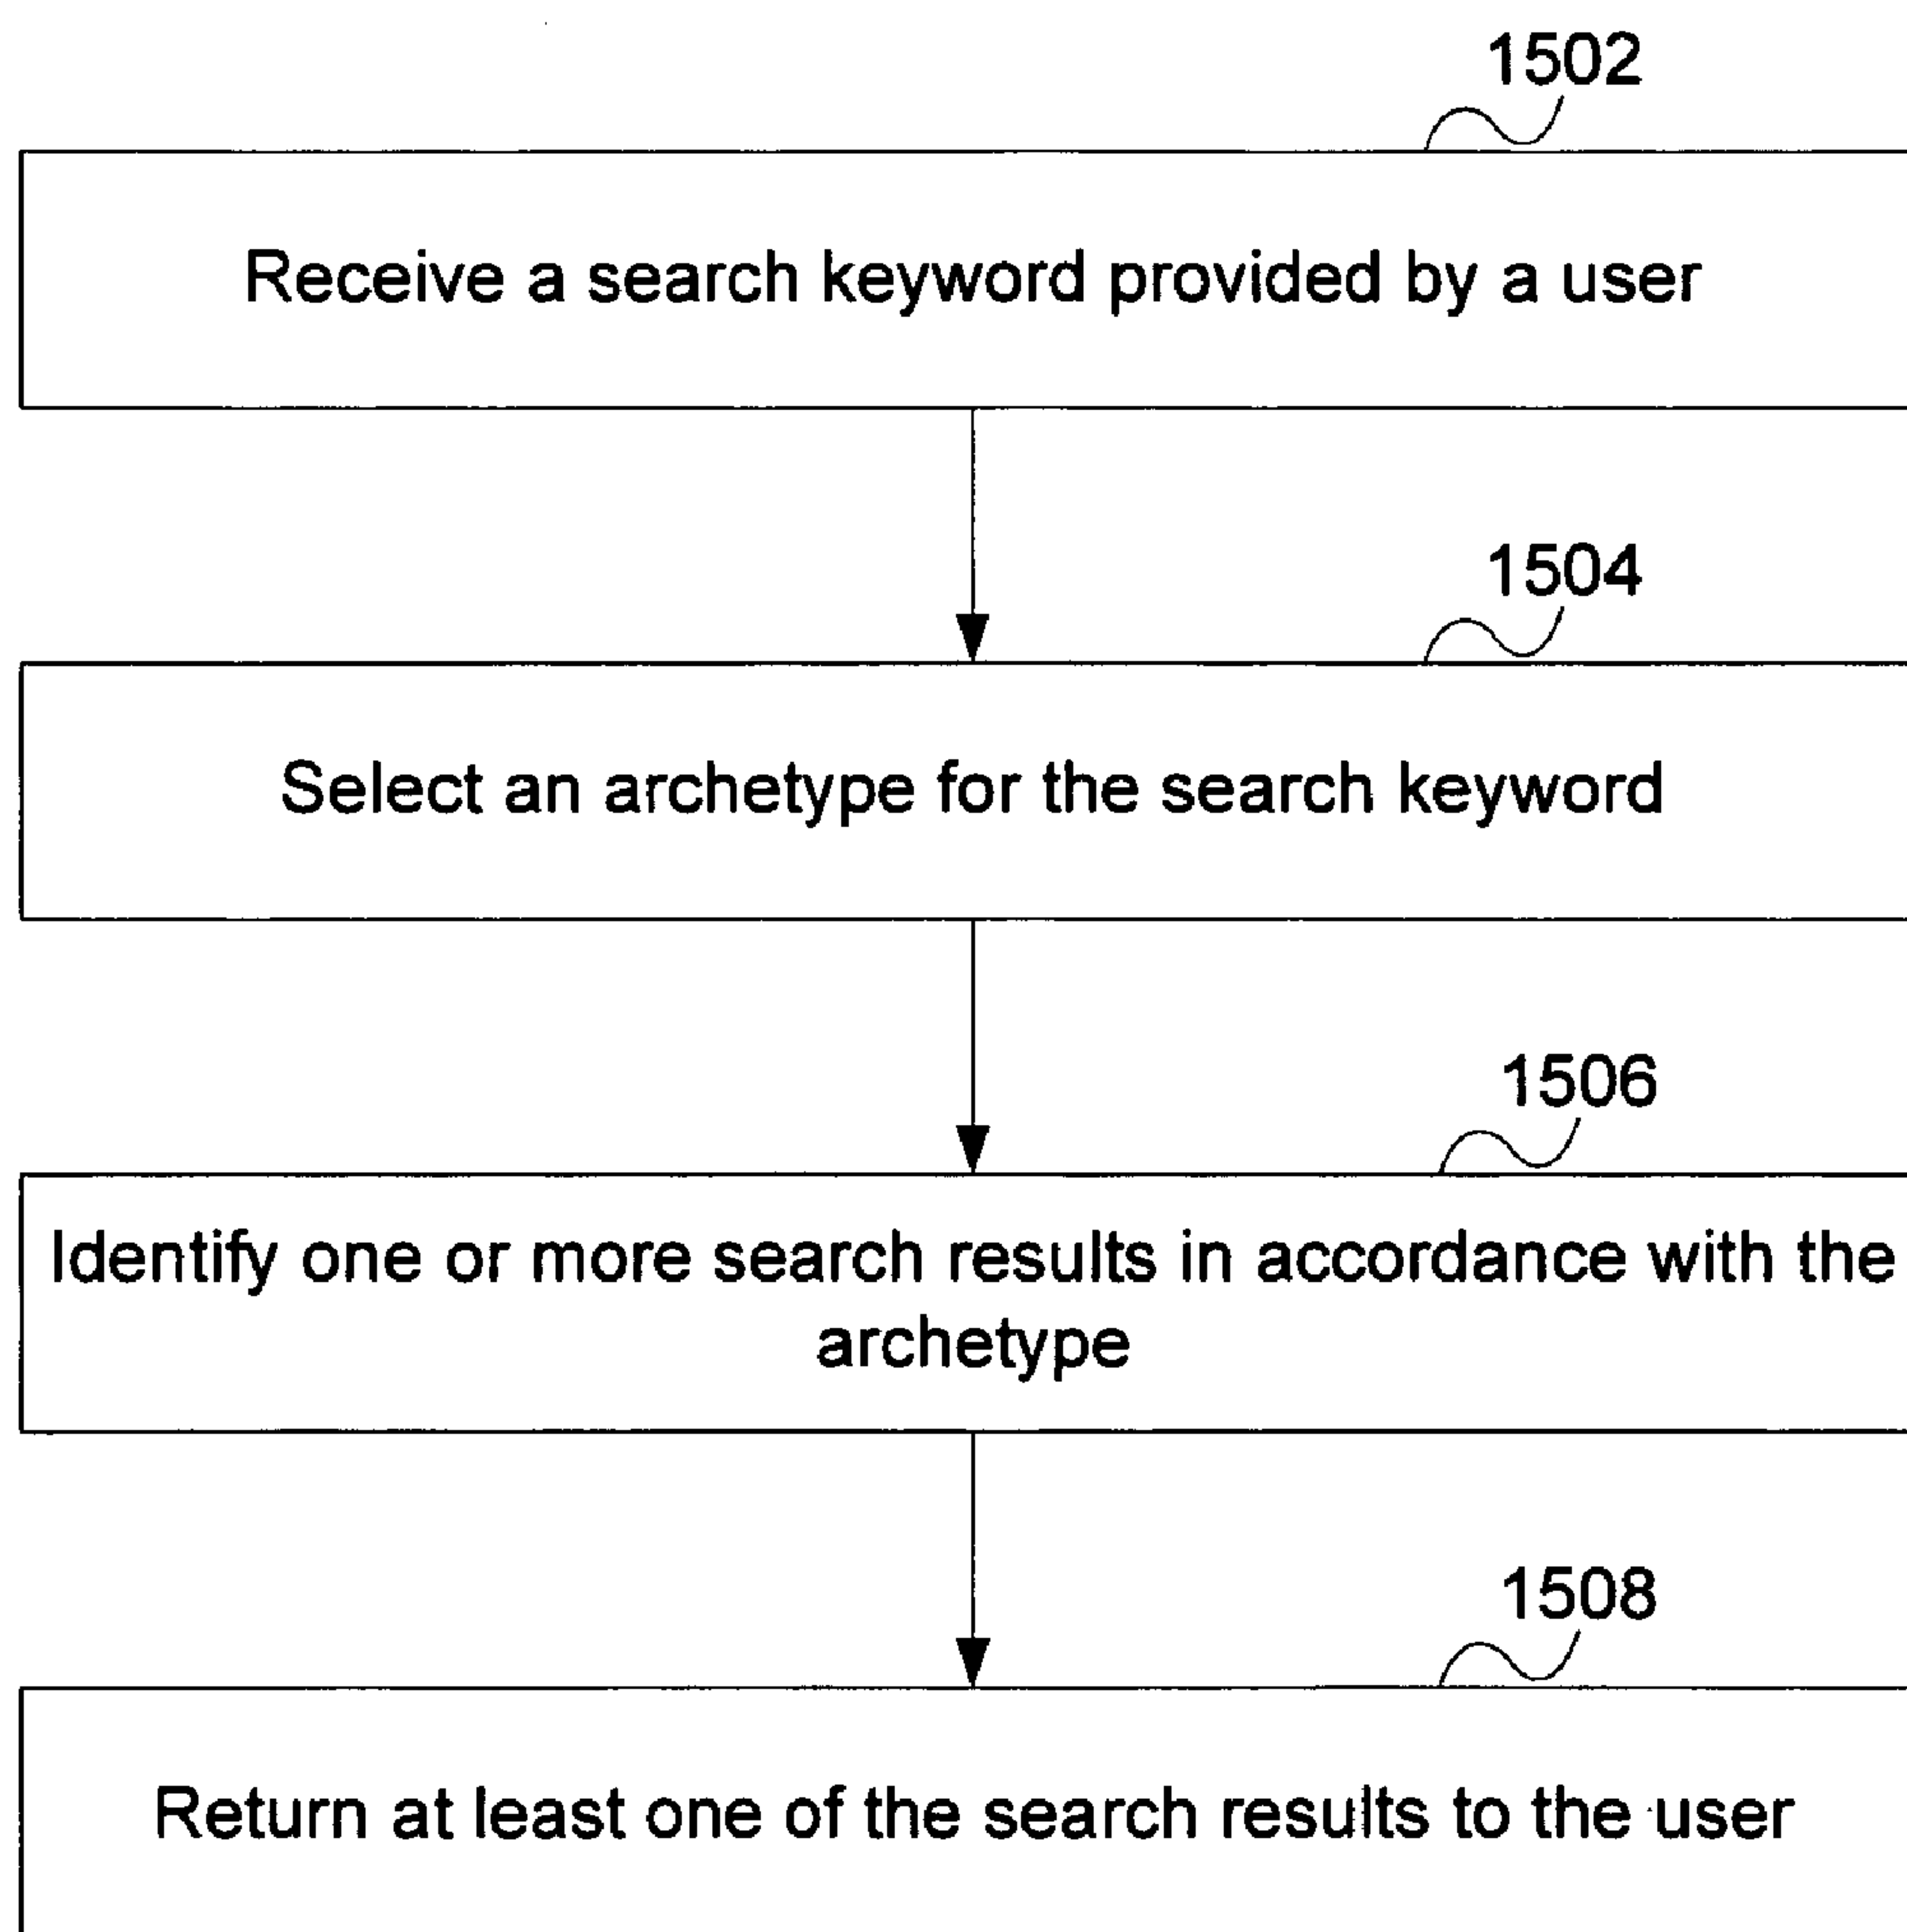 1502
Receive a search keyword provided by a user
1504
Select an archetype for the search keyword
1506
Identify one or more search results in accordance with the
archetype
1508
Return at least one of the search results to the user